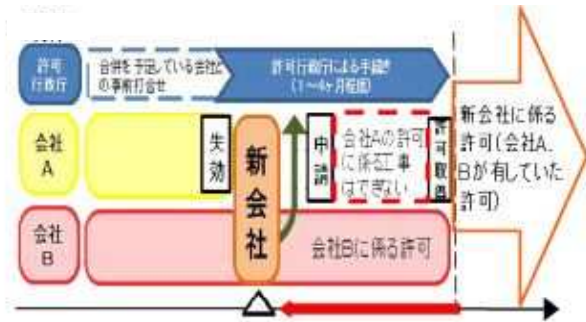 許可
行政庁
合併を予定している会社と
の事前打合せ
許可行政庁による手続き
(1~4ヶ月程度)
会社
A
失効
新会社
申請
会社Aの許可
に係る工事
はできない
許可取得
新会社に係る
許可(会社A、
Bが有していた
許可)
会社
B
会社Bに係る許可